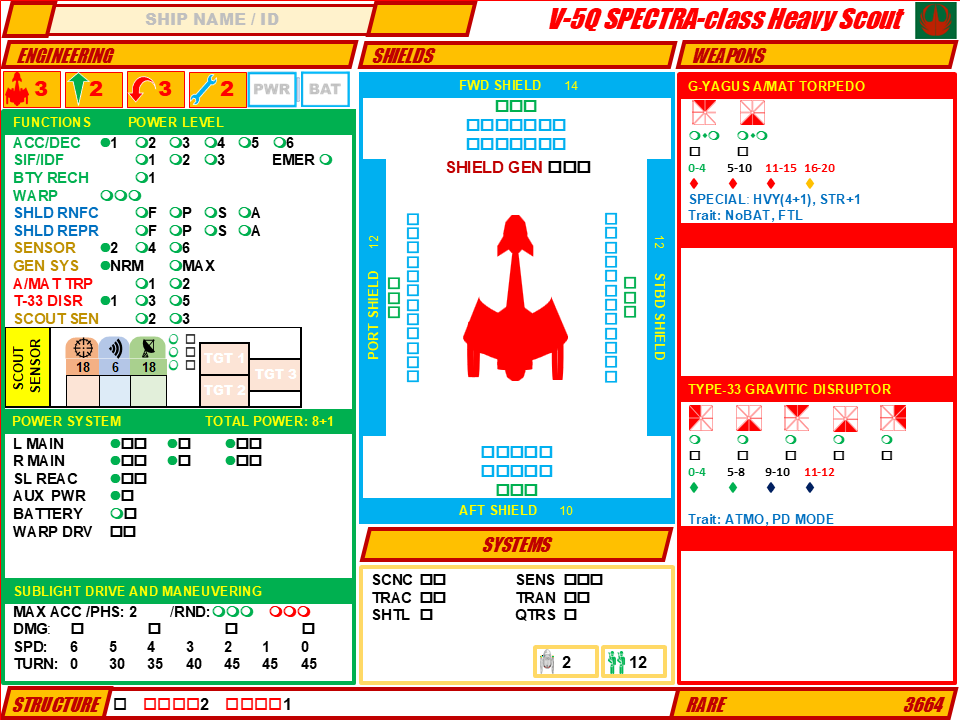 SHIP NAME / ID
V-5Q SPECTRA-class Heavy Scout
ENGINEERING
3 2 3 2 PWR BAT
FUNCTIONS POWER LEVEL
ACC/DEC 1 2 3 4 5 6
SIF/IDF 1 2 3 EMER
BTY RECH 1
WARP
SHLD RNFC F P S A
SHLD REPR F P S A
SENSOR 2 4 6
GEN SYS NRM MAX
A/MAT TRP 1 2
T-33 DISR 1 3 5
SCOUT SEN 2 3
SCOUT SENSOR
18 6 18
TGT 1
TGT 2
TGT 3
POWER SYSTEM TOTAL POWER: 8+1
L MAIN
R MAIN
SL REAC
AUX PWR
BATTERY
WARP DRV
SUBLIGHT DRIVE AND MANEUVERING
MAX ACC /PHS: 2 /RND:
DMG:
SPD: 6 5 4 3 2 1 0
TURN: 0 30 35 40 45 45 45
SHIELDS
FWD SHIELD 14
SHIELD GEN
PORT SHIELD 12
12 STBD SHIELD
AFT SHIELD 10
SYSTEMS
SCNC SENS
TRAC TRAN
SHTL QTRS
2 12
WEAPONS
G-YAGUS A/MAT TORPEDO
0-4 5-10 11-15 16-20
SPECIAL: HVY(4+1), STR+1
Trait: NoBAT, FTL
TYPE-33 GRAVITIC DISRUPTOR
0-4 5-8 9-10 11-12
Trait: ATMO, PD MODE
STRUCTURE 2 1
RARE 3664